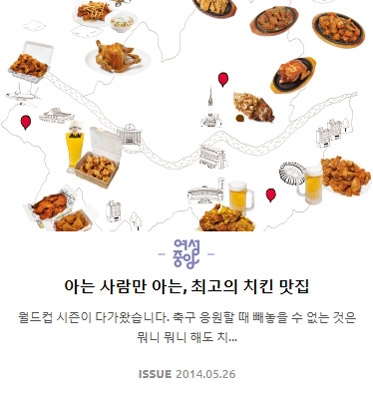 Asahi
여성
중앙
아는 사람만 아는, 최고의 치킨 맛집
월드컵 시즌이 다가왔습니다. 축구 응원할 때 빼놓을 수 없는 것은
뭐니 뭐니 해도 치...
ISSUE 2014.05.26